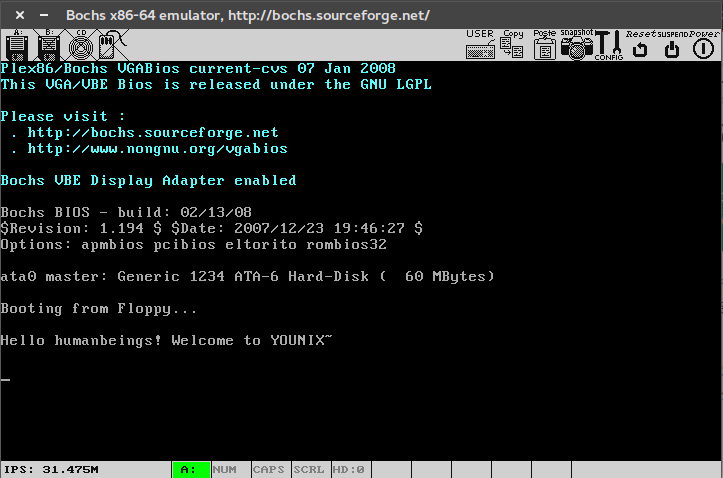 Bochs x86-64 emulator, http://bochs.sourceforge.net/
A: B: CD USER Copy Paste snapshot CONFIG Reset SUSPEND Power
Plex86/Bochs VGABios current-cvs 07 Jan 2008
This VGA/VBE Bios is released under the GNU LGPL
Please visit :
. http://bochs.sourceforge.net
. http://www.nongnu.org/vgabios
Bochs VBE Display Adapter enabled
Bochs BIOS - build: 02/13/08
$Revision: 1.194 $ $Date: 2007/12/23 19:46:27 $
Options: apmbios pcibios eltorito rombios32
ata0 master: Generic 1234 ATA-6 Hard-Disk (  60 MBytes)
Booting from Floppy...
Hello humanbeings! Welcome to YOUNIX~
_
IPS: 31.475M A: NUM CAPS SCRL HD:0